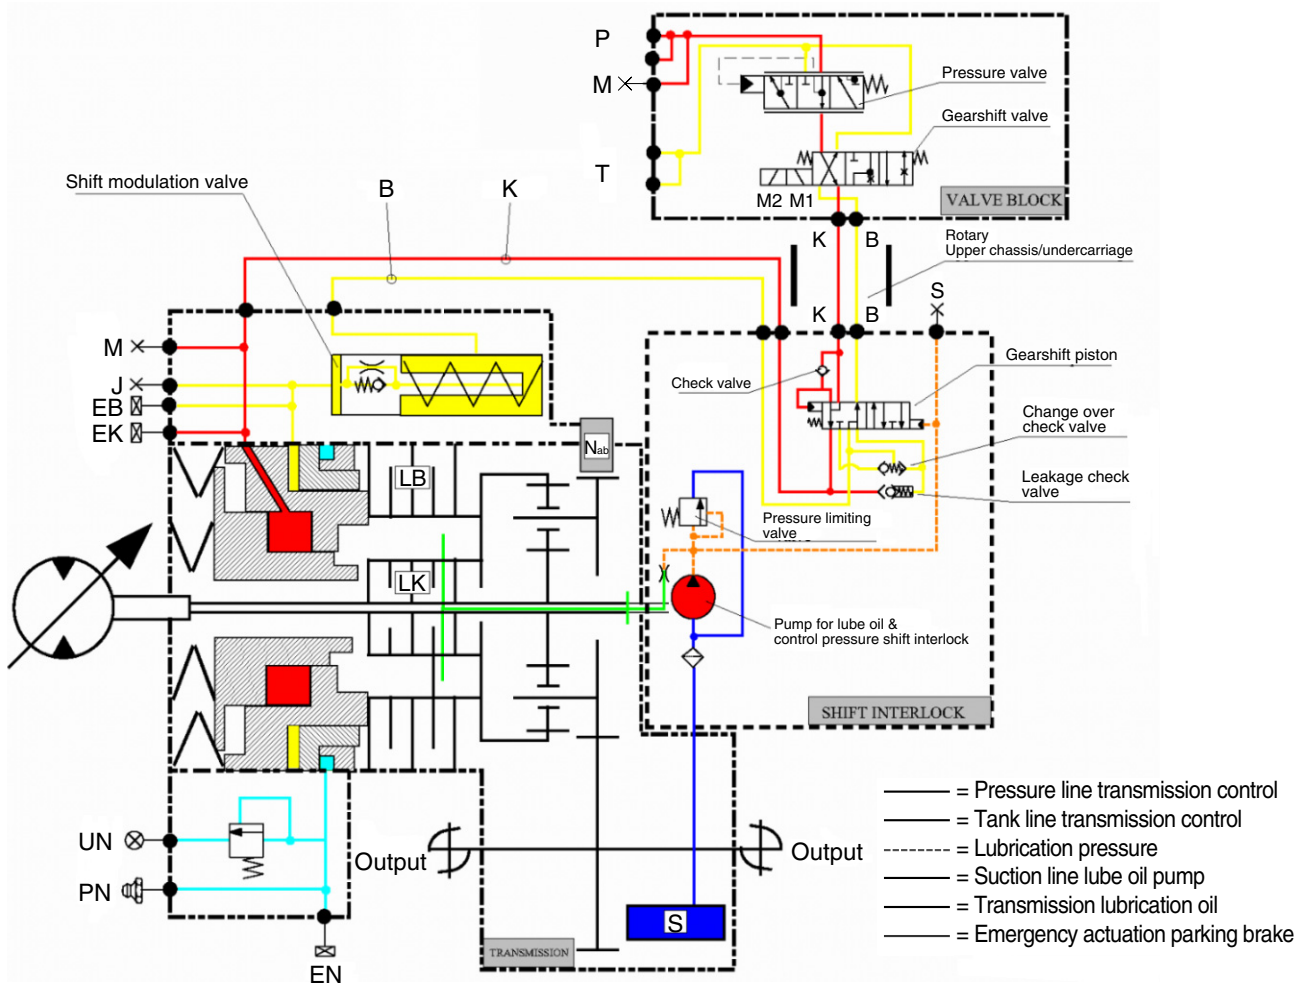 P
M
T
Pressure valve
Gearshift valve
M2 M1
VALVE BLOCK
Shift modulation valve
B
K
K
B
Rotary
Upper chassis/undercarriage
K
B
S
M
J
EB
EK
Nab
LB
LK
Check valve
Gearshift piston
Change over
check valve
Leakage check
valve
Pressure limiting
valve
Pump for lube oil &
control pressure shift interlock
SHIFT INTERLOCK
UN
PN
EN
Output
Output
S
TRANSMISSION
= Pressure line transmission control
= Tank line transmission control
= Lubrication pressure
= Suction line lube oil pump
= Transmission lubrication oil
= Emergency actuation parking brake